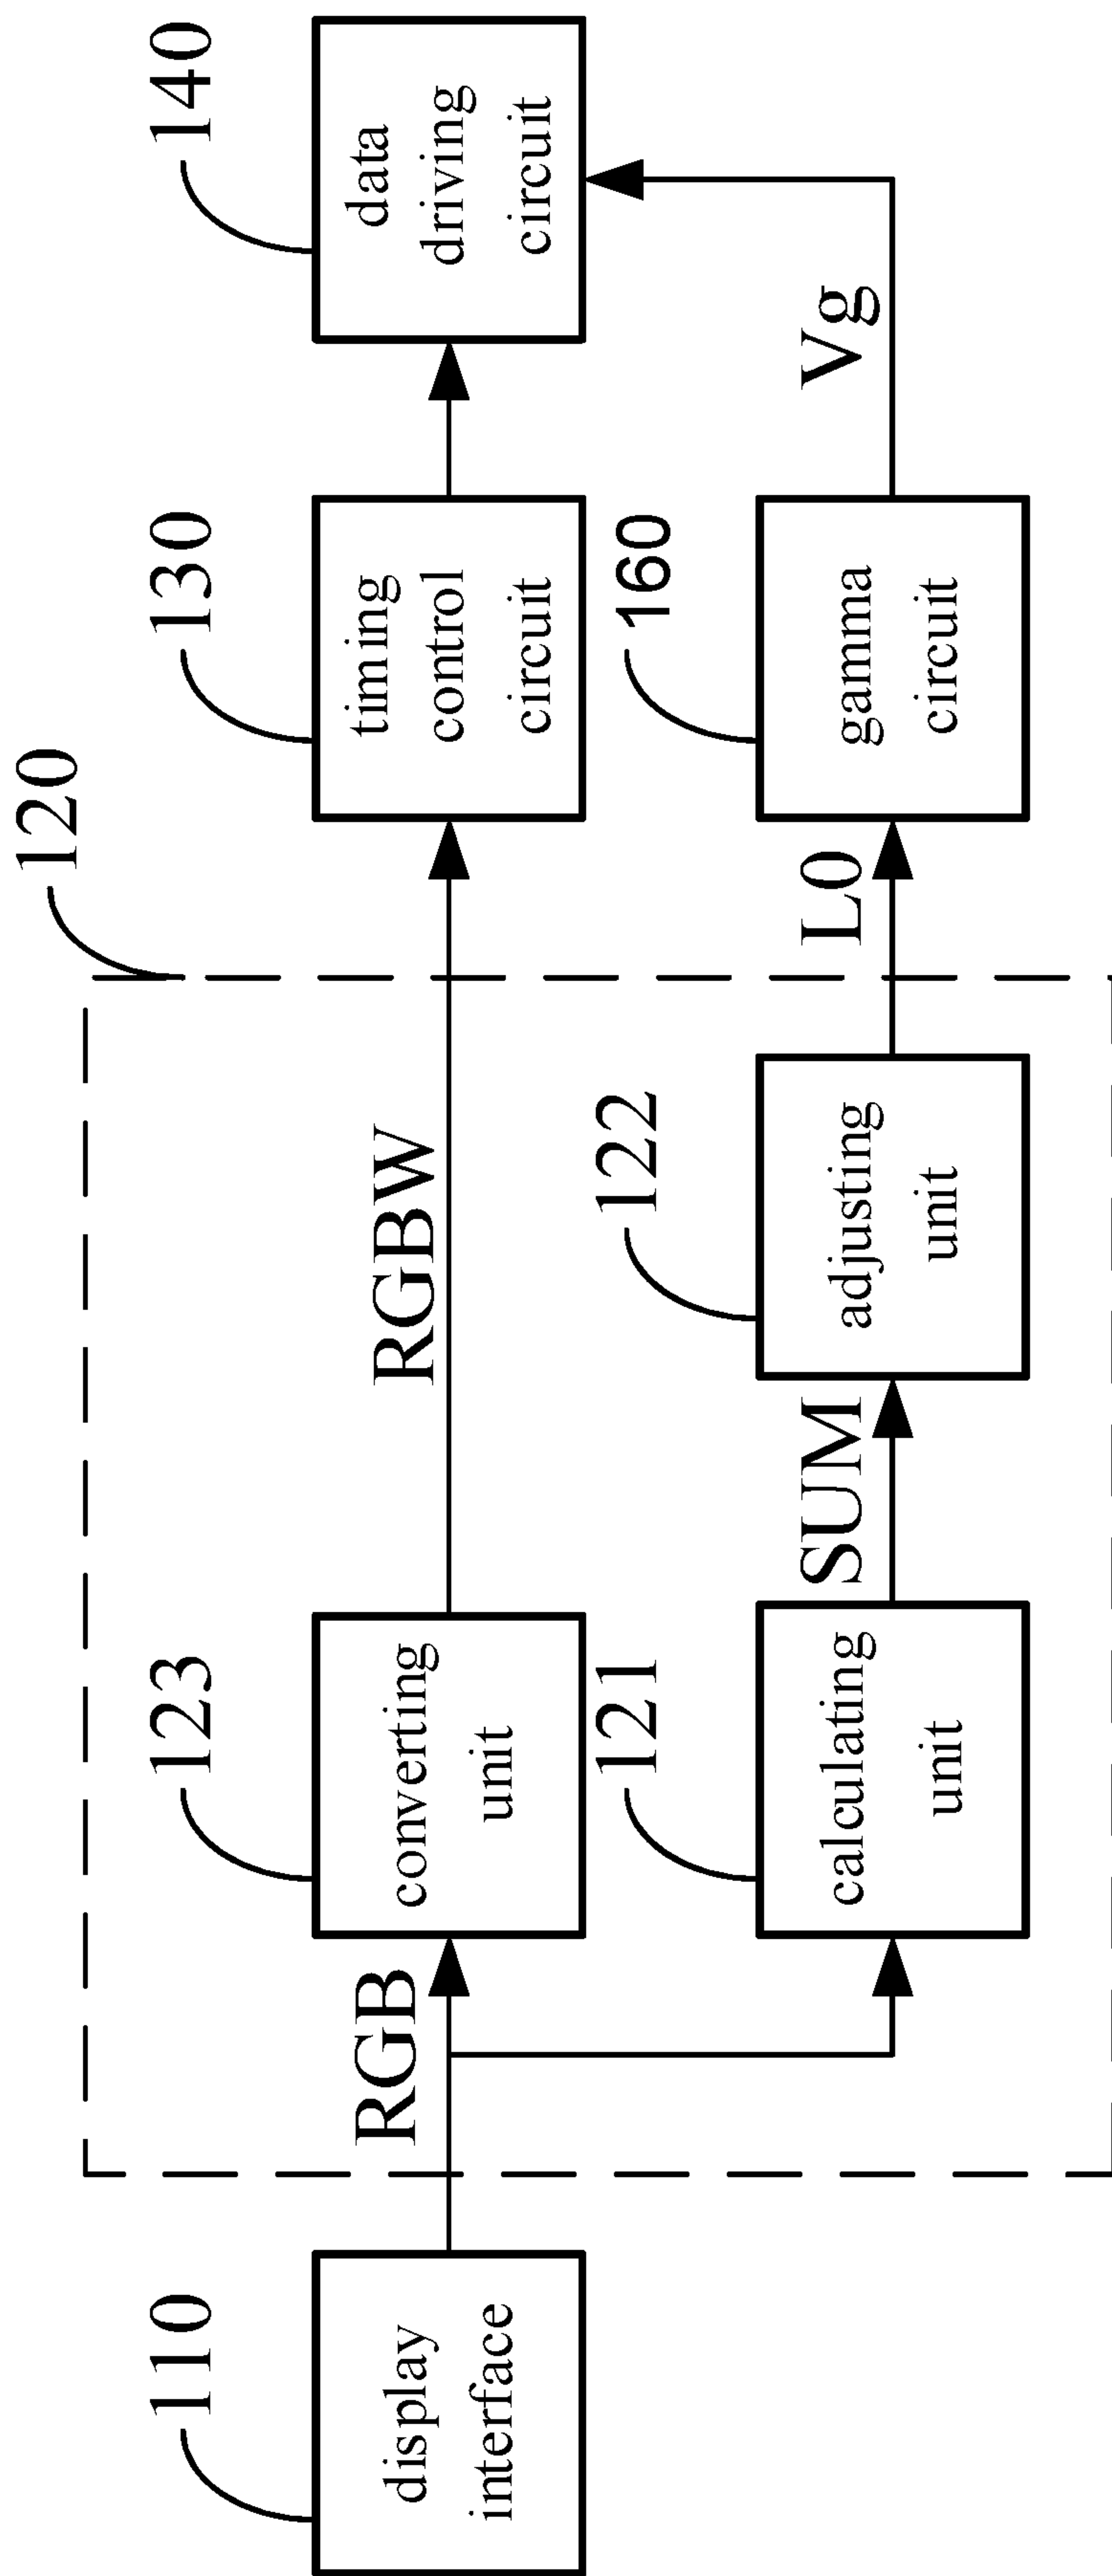 120
110
123
130
140
display
interface
RGB
converting
unit
RGBW
timing
control
circuit
data
driving
circuit
121
122
160
calculating
unit
SUM
adjusting
unit
L0
gamma
circuit
Vg